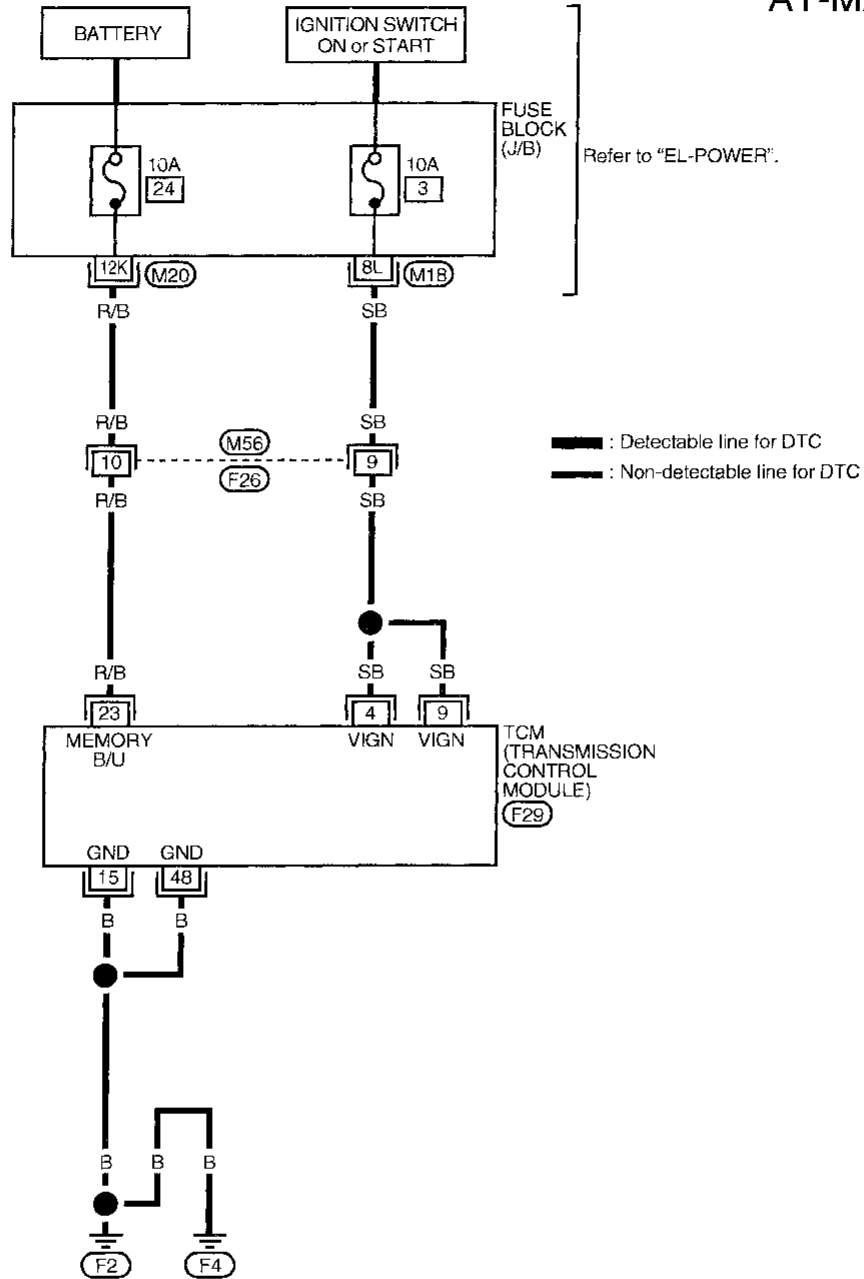 BATTERY
IGNITION SWITCH
ON or START
FUSE
BLOCK
(J/B)
Refer to "EL-POWER".
10A
24
10A
3
12K
M20
8L
M18
R/B
SB
R/B
SB
10
M56
F26
9
R/B
SB
: Detectable line for DTC
: Non-detectable line for DTC
R/B
SB
SB
23
4
9
MEMORY
B/U
VIGN
VIGN
TCM
(TRANSMISSION
CONTROL
MODULE)
F29
GND
GND
15
48
B
B
B
B
B
F2
F4